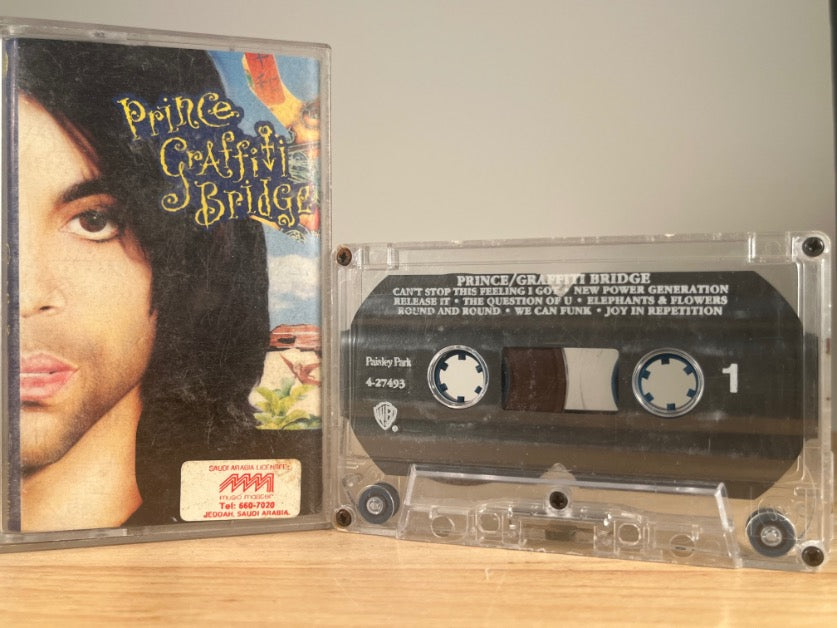 Prince
Graffiti
Bridge
SAUDI ARABIA LICENSEE:
music master
Tel: 660-7020
JEDDAH, SAUDI ARABIA.
PRINCE/GRAFFITI BRIDGE
CAN'T STOP THIS FEELING I GOT • NEW POWER GENERATION
RELEASE IT • THE QUESTION OF U • ELEPHANTS & FLOWERS
ROUND AND ROUND • WE CAN FUNK • JOY IN REPETITION
Paisley Park
4-27493
1
WB
®